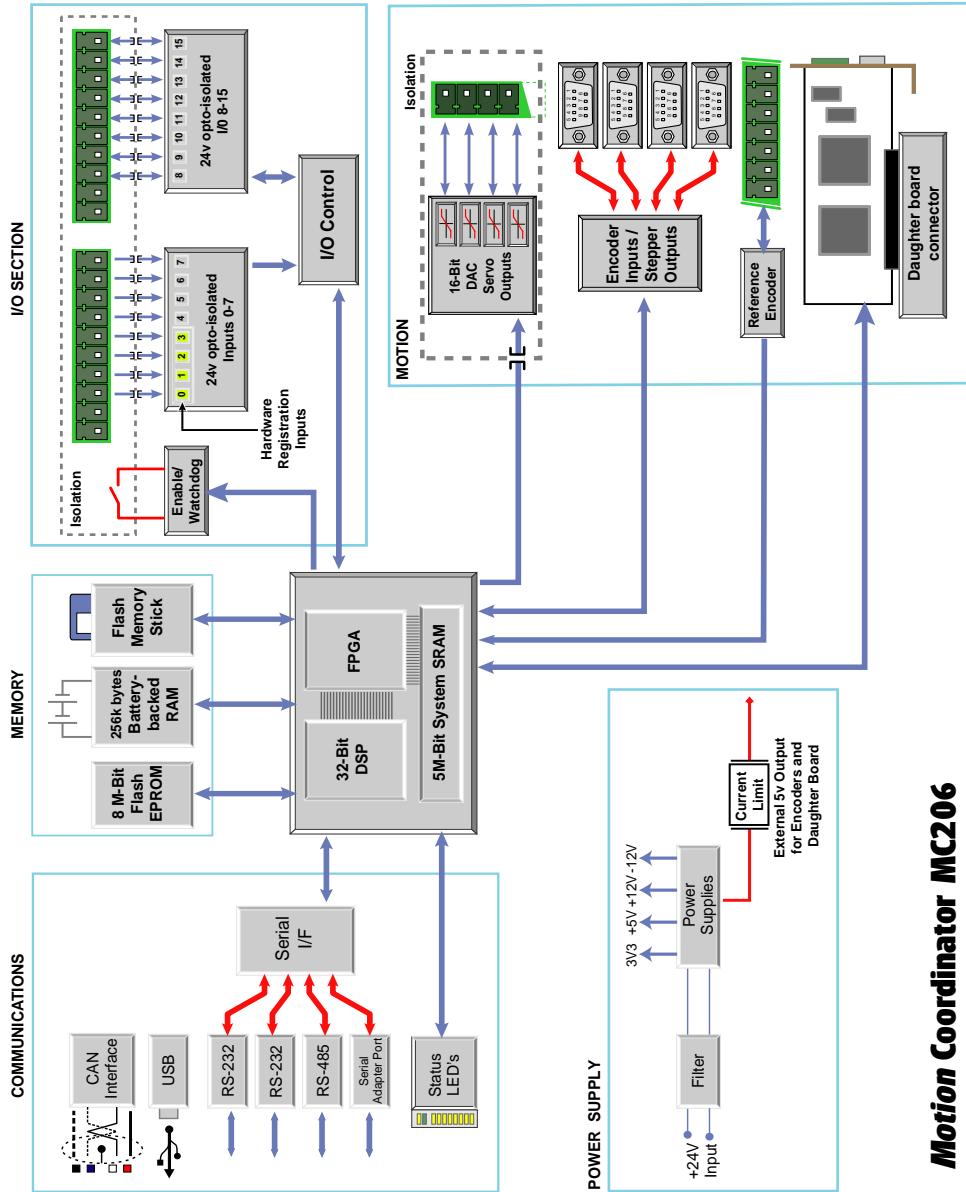 COMMUNICATIONS
CAN
Interface
USB
RS-232
RS-232
RS-485
Serial
Adapter Port
Serial
I/F
Status
LED's
MEMORY
8 M-Bit
Flash
EPROM
256k bytes
Battery-
backed
RAM
Flash
Memory
Stick
32-Bit
DSP
FPGA
5M-Bit System SRAM
I/O SECTION
Isolation
Enable/
Watchdog
0 1 2 3 4 5 6 7
24v opto-isolated
Inputs 0-7
Hardware
Registration
Inputs
8 9 10 11 12 13 14 15
24v opto-isolated
I/O 8-15
I/O Control
MOTION
Isolation
16-Bit
DAC
Servo
Outputs
Encoder
Inputs /
Stepper
Outputs
Reference
Encoder
Daughter board
connector
POWER SUPPLY
+24V
Input
Filter
3V3 +5V +12V -12V
Power
Supplies
Current
Limit
External 5v Output
for Encoders and
Daughter Board
Motion Coordinator MC206